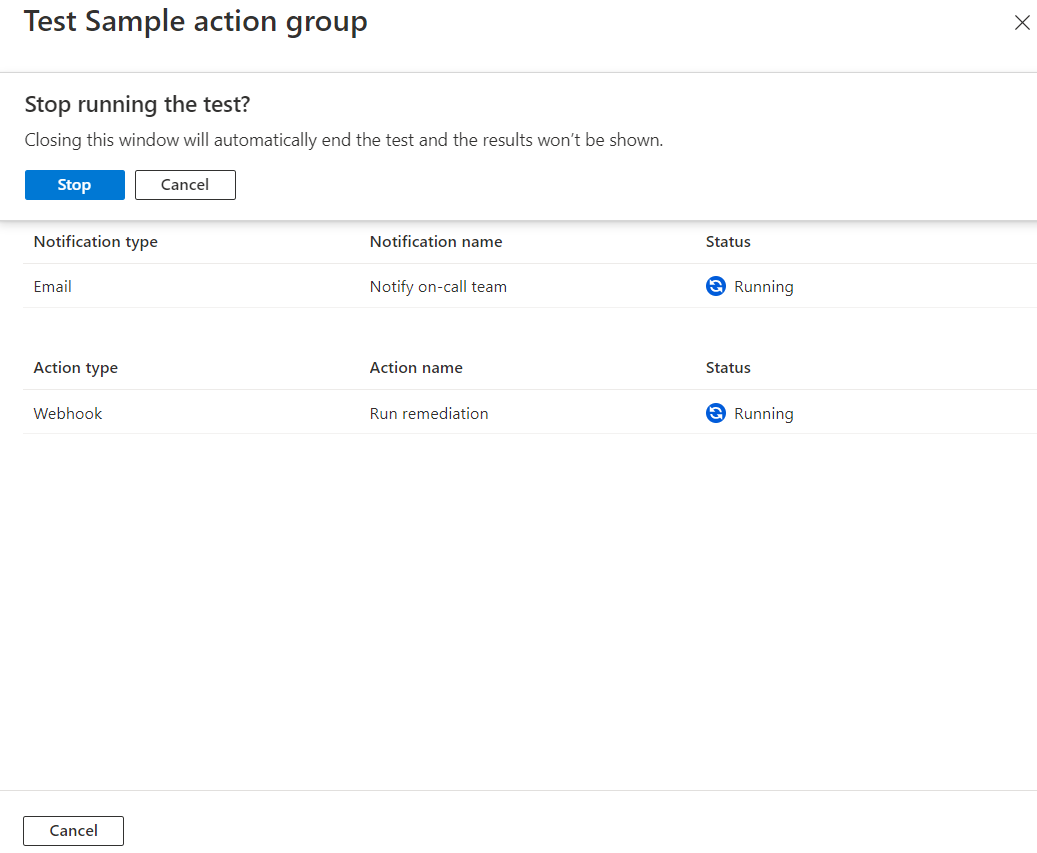 Test Sample action group
Stop running the test?
Closing this window will automatically end the test and the results won't be shown.
Stop Cancel
Notification type Notification name Status
Email Notify on-call team Running
Action type Action name Status
Webhook Run remediation Running
Cancel